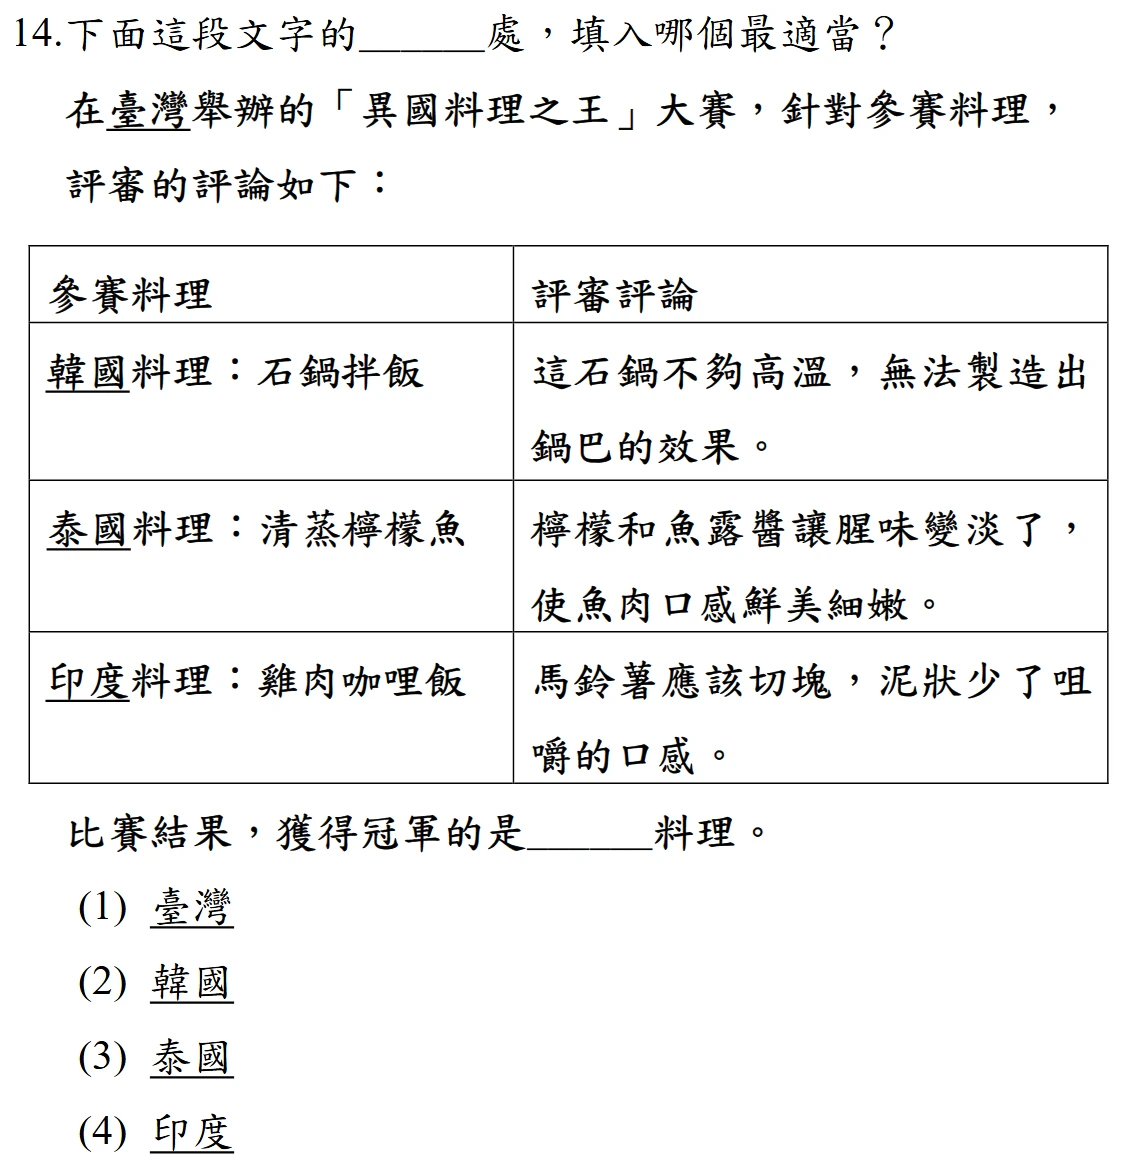 14.下面這段文字的______處，填入哪個最適當？
在臺灣舉辦的「異國料理之王」大賽，針對參賽料理，
評審的評論如下：
參賽料理 評審評論
韓國料理：石鍋拌飯 這石鍋不夠高溫，無法製造出
鍋巴的效果。
泰國料理：清蒸檸檬魚 檸檬和魚露醬讓腥味變淡了，
使魚肉口感鮮美細嫩。
印度料理：雞肉咖哩飯 馬鈴薯應該切塊，泥狀少了咀
嚼的口感。
比賽結果，獲得冠軍的是______料理。
(1) 臺灣
(2) 韓國
(3) 泰國
(4) 印度